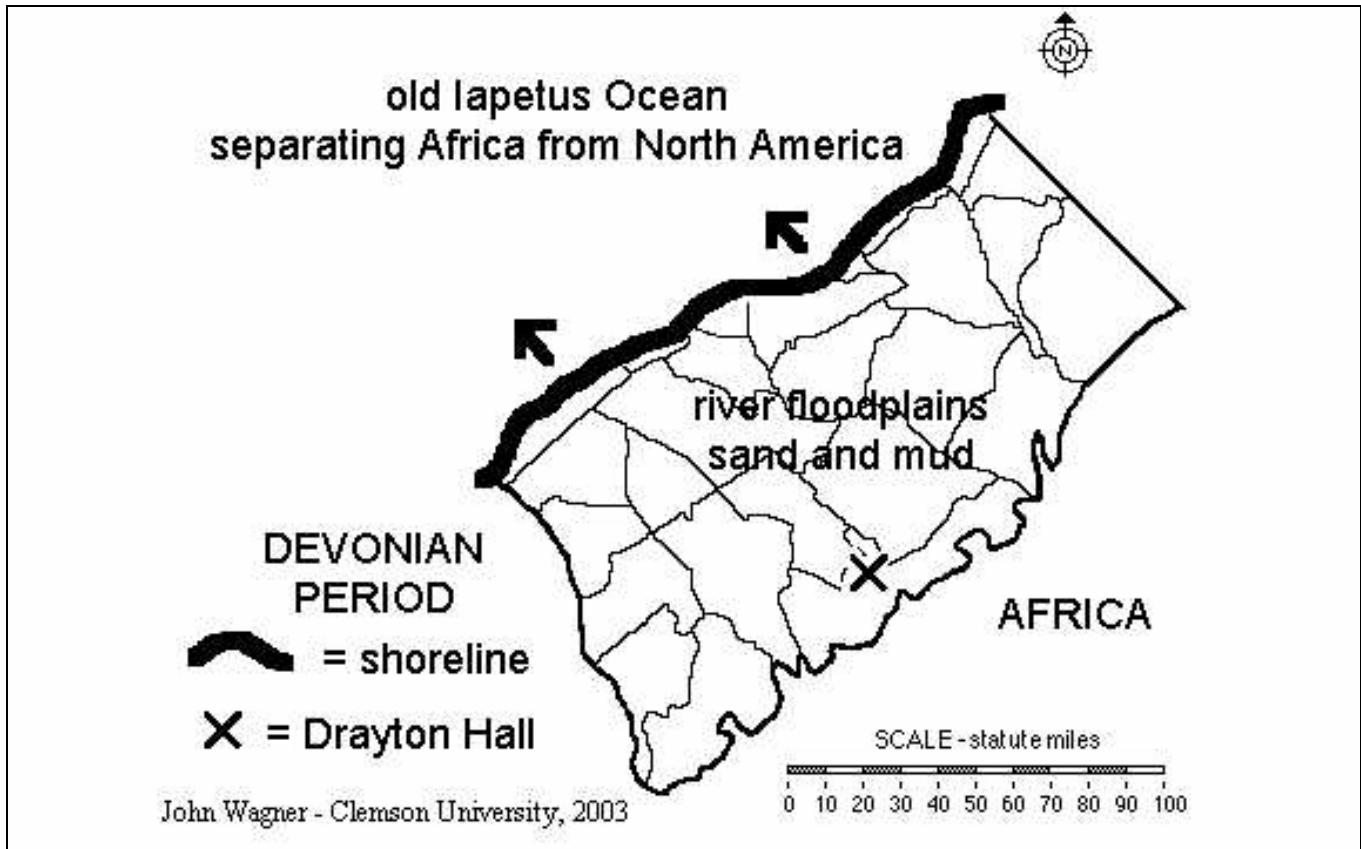 N
old Iapetus Ocean
separating Africa from North America
river floodplains
sand and mud
DEVONIAN
PERIOD
= shoreline
= Drayton Hall
AFRICA
SCALE - statute miles
0 10 20 30 40 50 60 70 80 90 100
John Wagner - Clemson University, 2003